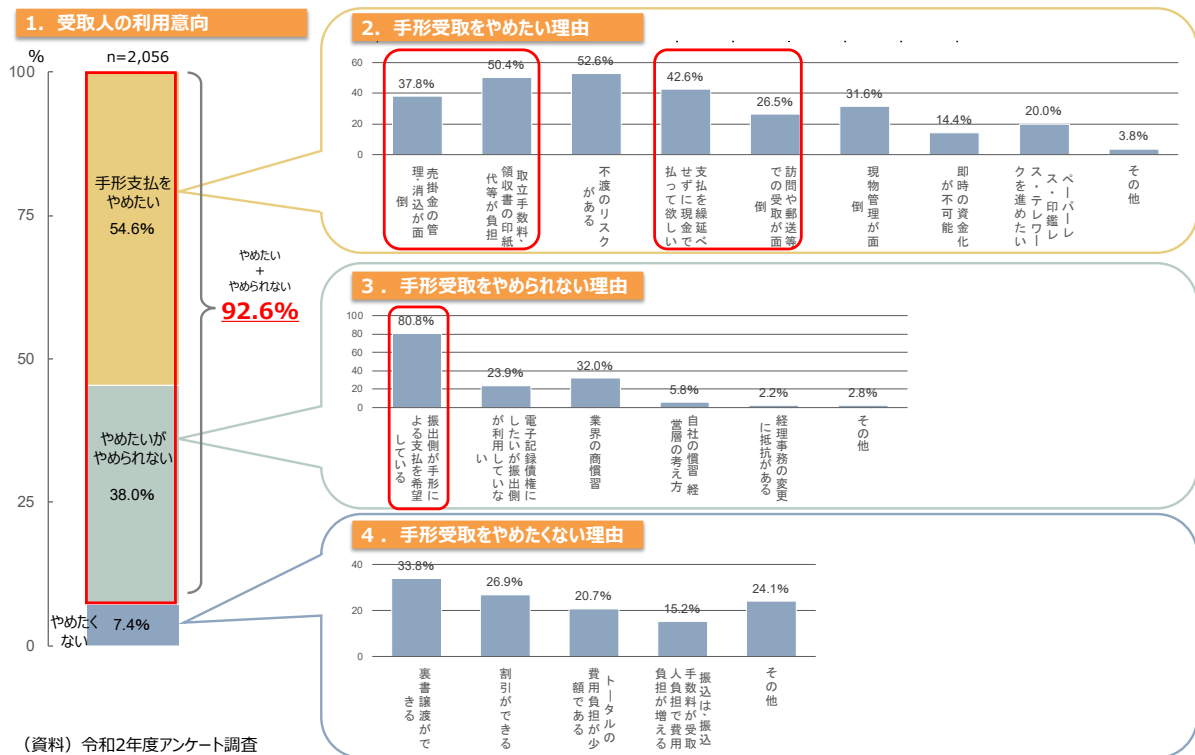 1. 受取人の利用意向
n=2,056
%
100
75
50
25
0
手形支払を
やめたい
54.6%
やめたいが
やめられない
38.0%
やめたく
ない
7.4%
やめたい
+
やめられない
92.6%
2. 手形受取をやめたい理由
60
40
20
0
37.8%
50.4%
52.6%
42.6%
26.5%
31.6%
14.4%
20.0%
3.8%
売掛金の管
理・消込が面
倒
取立手数料、
領収書の印紙
代等が負担
不渡のリスク
がある
支払を繰延べ
せずに現金で
払って欲しい
訪問や郵送等
での受取が面
倒
現物管理が面
倒
即時の資金化
が不可能
ペーパーレ
ス・印鑑レ
ス・テレワー
クを進めたい
その他
3. 手形受取をやめられない理由
100
80
60
40
20
0
80.8%
23.9%
32.0%
5.8%
2.2%
2.8%
振出側が手形に
よる支払を希望
している
電子記録債権に
したいが振出側
が利用していな
い
業界の商慣習
自社の慣習 経
営層の考え方
経理事務の変更
に抵抗がある
その他
4. 手形受取をやめたくない理由
40
20
0
33.8%
26.9%
20.7%
15.2%
24.1%
裏書譲渡がで
きる
割引ができる
トータルの
費用負担が少
額である
振込は、振込
手数料が受取
人負担で費用
負担が増える
その他
（資料）令和2年度アンケート調査